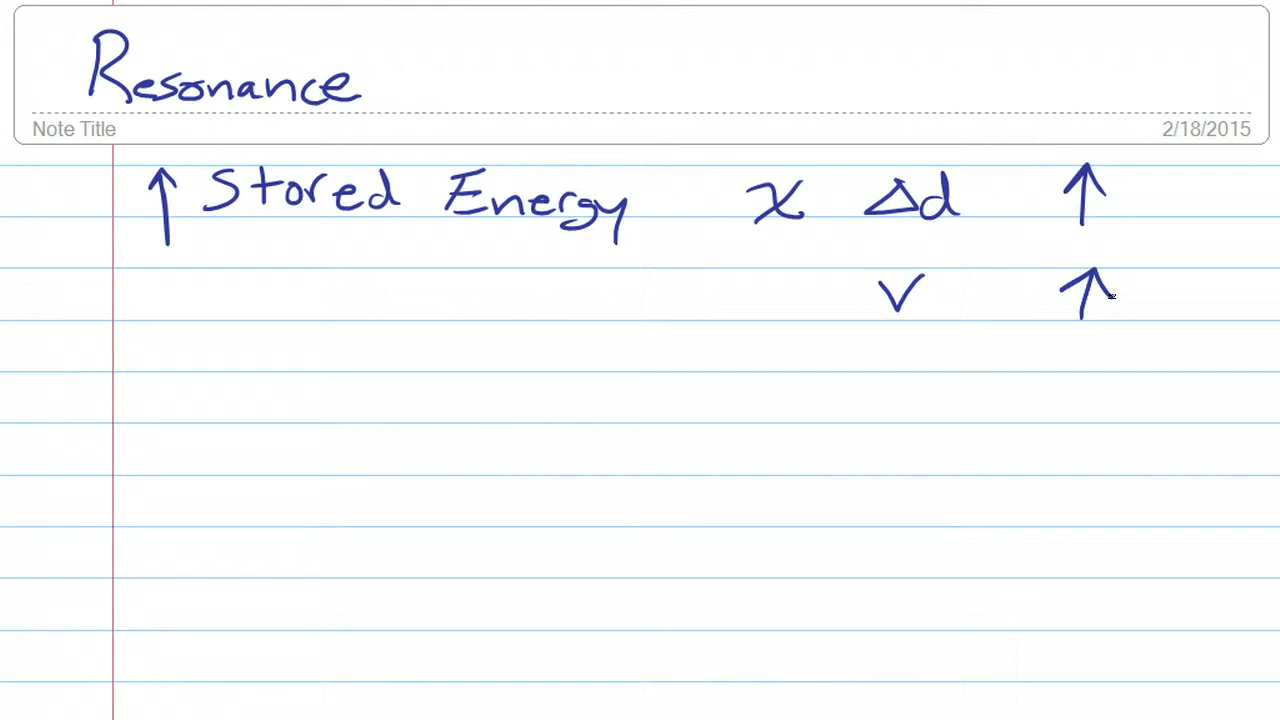 Resonance
Note Title 2/18/2015
↑ Stored Energy x Δd ↑
v ↑